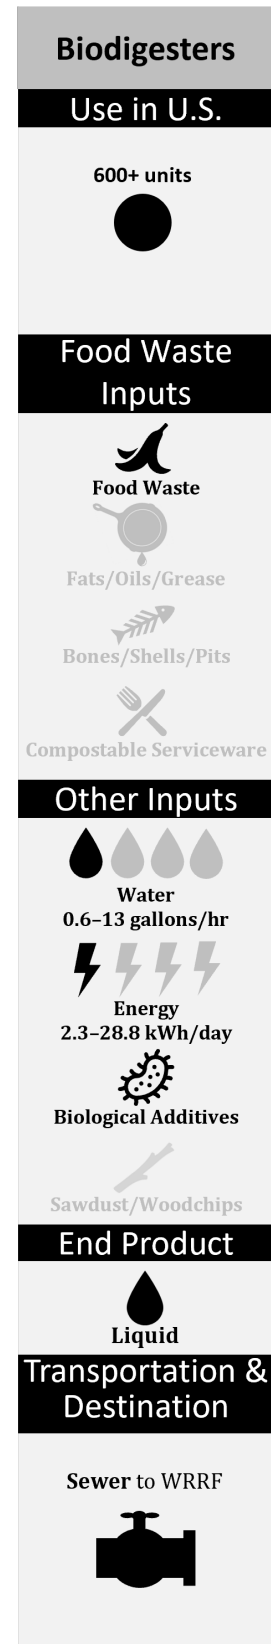 Biodigesters
Use in U.S.
600+ units
Food Waste
Inputs
Food Waste
Fats/Oils/Grease
Bones/Shells/Pits
Compostable Serviceware
Other Inputs
Water
0.6–13 gallons/hr
Energy
2.3–28.8 kWh/day
Biological Additives
Sawdust/Woodchips
End Product
Liquid
Transportation &
Destination
Sewer to WRRF